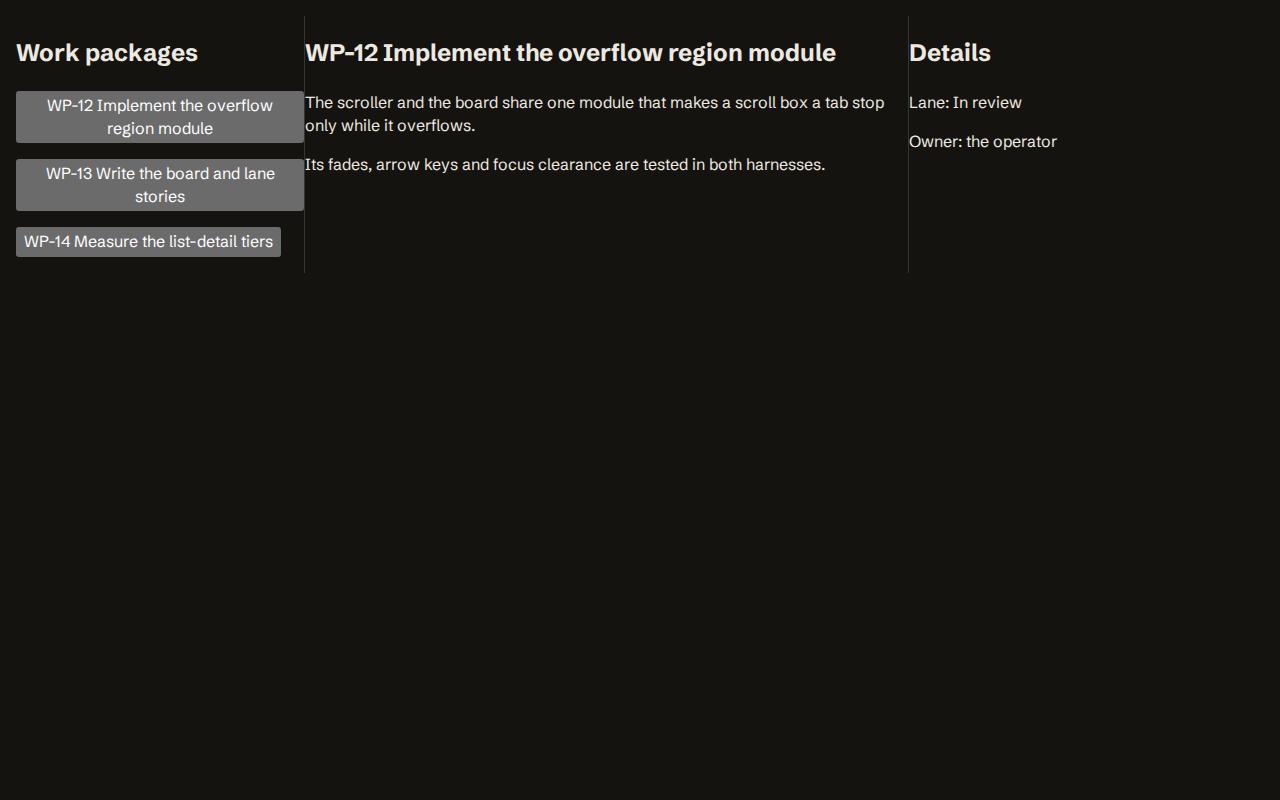 Work packages
WP-12 Implement the overflow
region module
WP-13 Write the board and lane
stories
WP-14 Measure the list-detail tiers
WP-12 Implement the overflow region module
The scroller and the board share one module that makes a scroll box a tab stop
only while it overflows.
Its fades, arrow keys and focus clearance are tested in both harnesses.
Details
Lane: In review
Owner: the operator